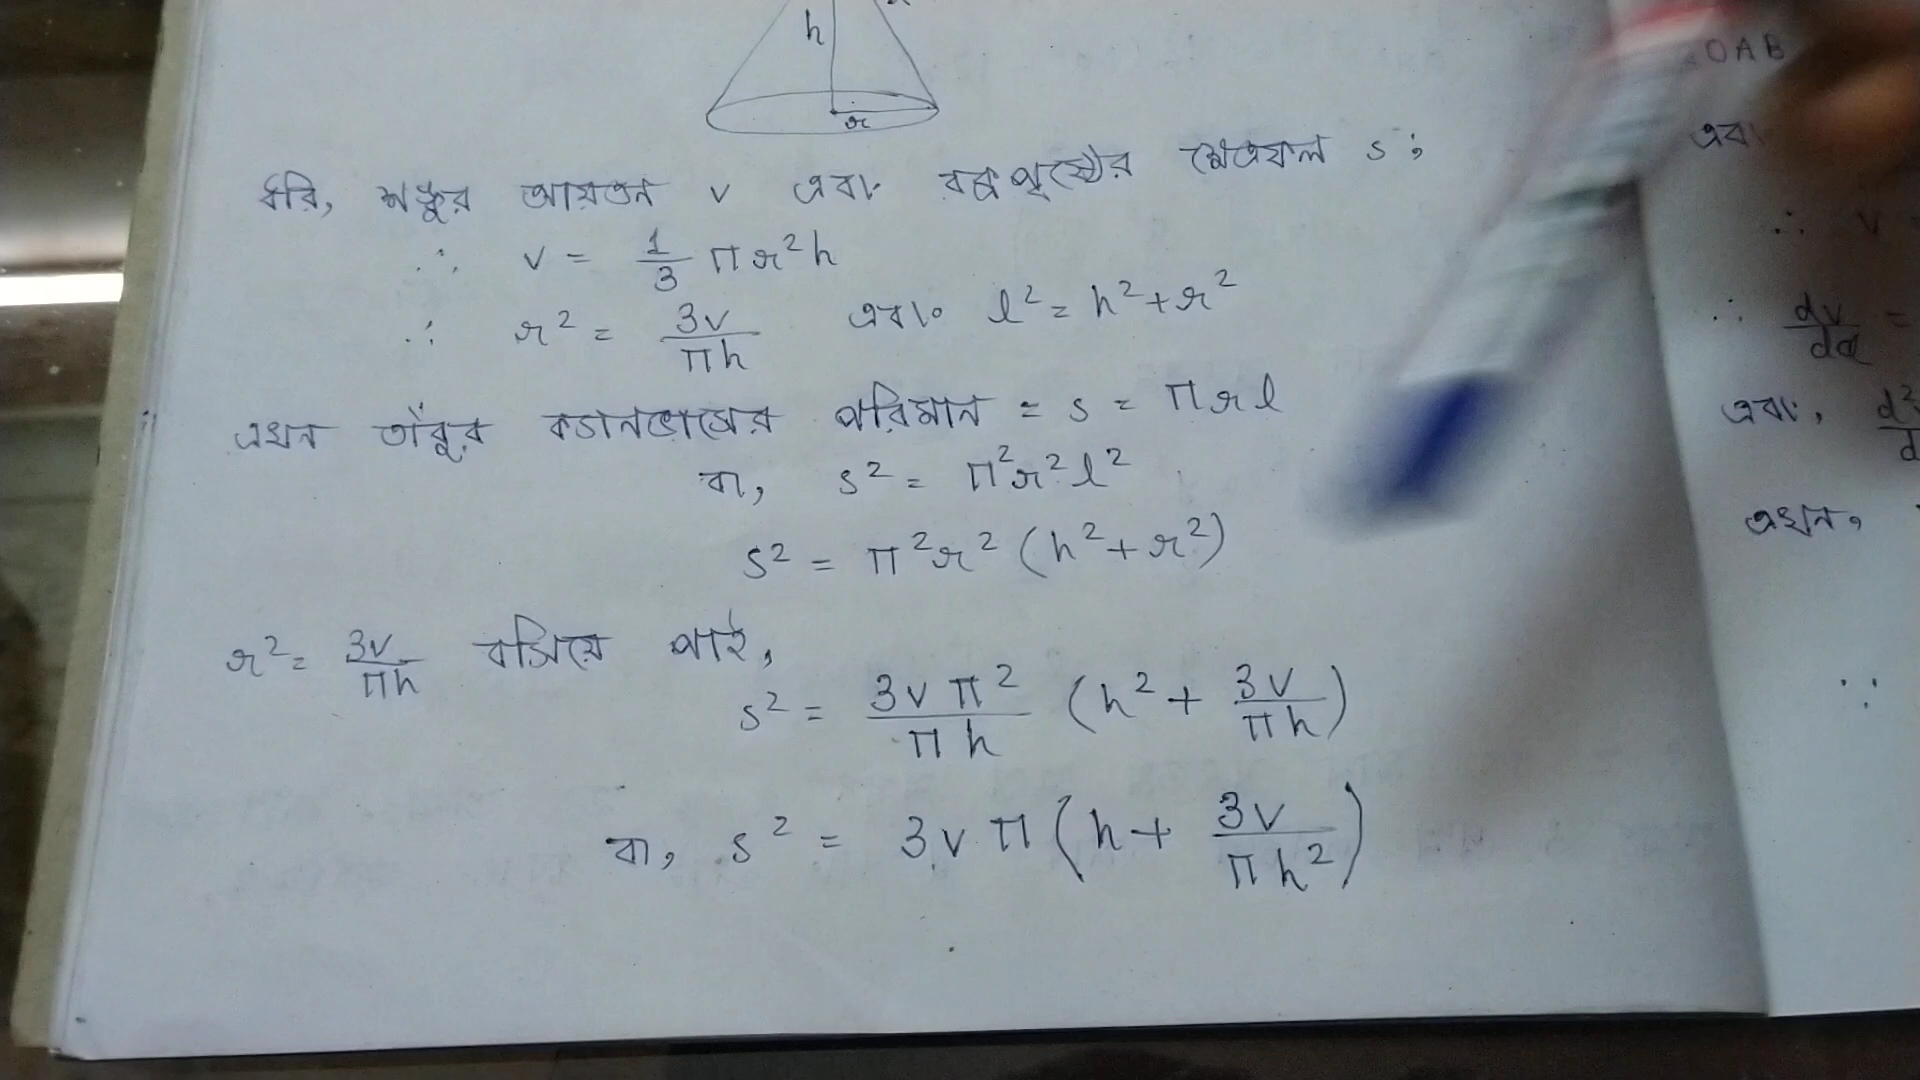 h
r
ধরি, শঙ্কুর আয়তন v এবং বক্রপৃষ্ঠের ক্ষেত্রফল s;
∴ v = 1/3 πr²h
∴ r² = 3v/πh এবং l² = h² + r²
এখন তাঁবুর ক্যানভাসের পরিমান = s = πrl
বা, s² = π²r²l²
s² = π²r² (h² + r²)
r² = 3v/πh বসিয়ে পাই,
s² = 3vπ²/πh (h² + 3v/πh)
বা, s² = 3vπ (h + 3v/πh²)
OAB
∴ v
∴ dv/dα =
এবং,
এখন,
∵